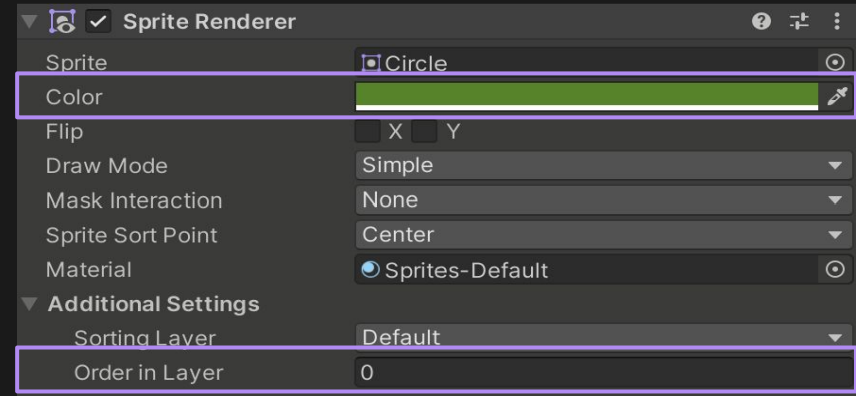 Sprite Renderer
Sprite Circle
Color
Flip X Y
Draw Mode Simple
Mask Interaction None
Sprite Sort Point Center
Material Sprites-Default
Additional Settings
Sorting Layer Default
Order in Layer 0